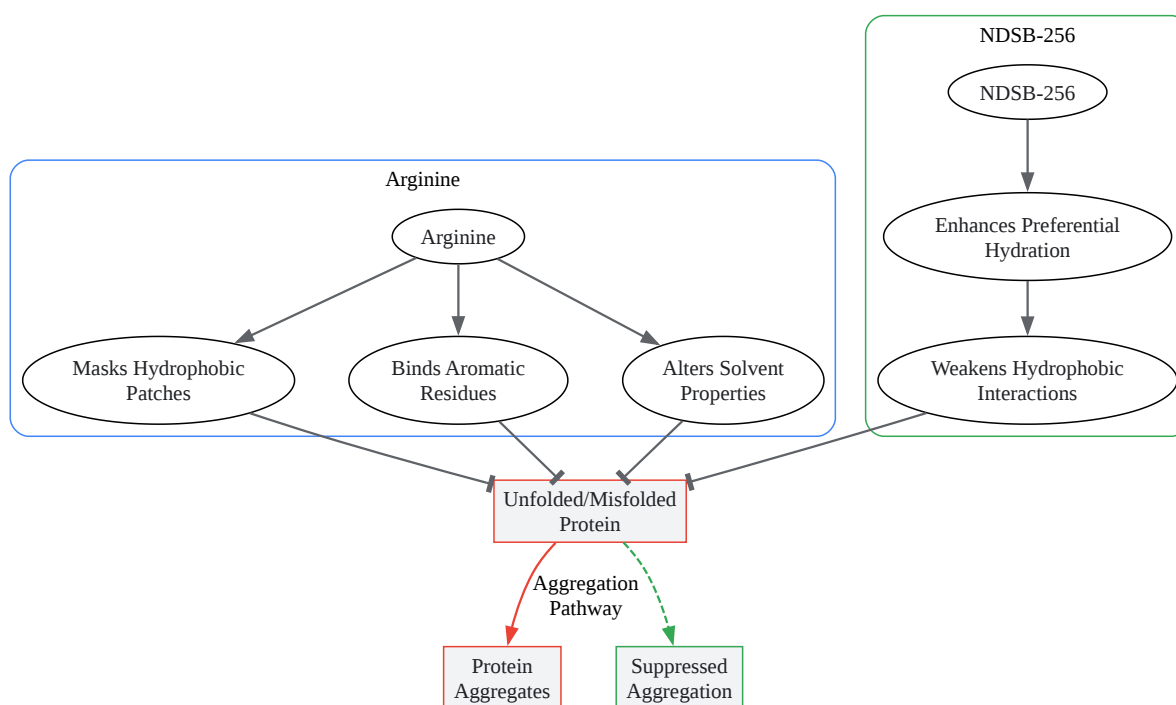 NDSB-256
NDSB-256
Enhances Preferential
Hydration
Weakens Hydrophobic
Interactions
Arginine
Arginine
Masks Hydrophobic
Patches
Binds Aromatic
Residues
Alters Solvent
Properties
Unfolded/Misfolded
Protein
Aggregation
Pathway
Protein
Aggregates
Suppressed
Aggregation